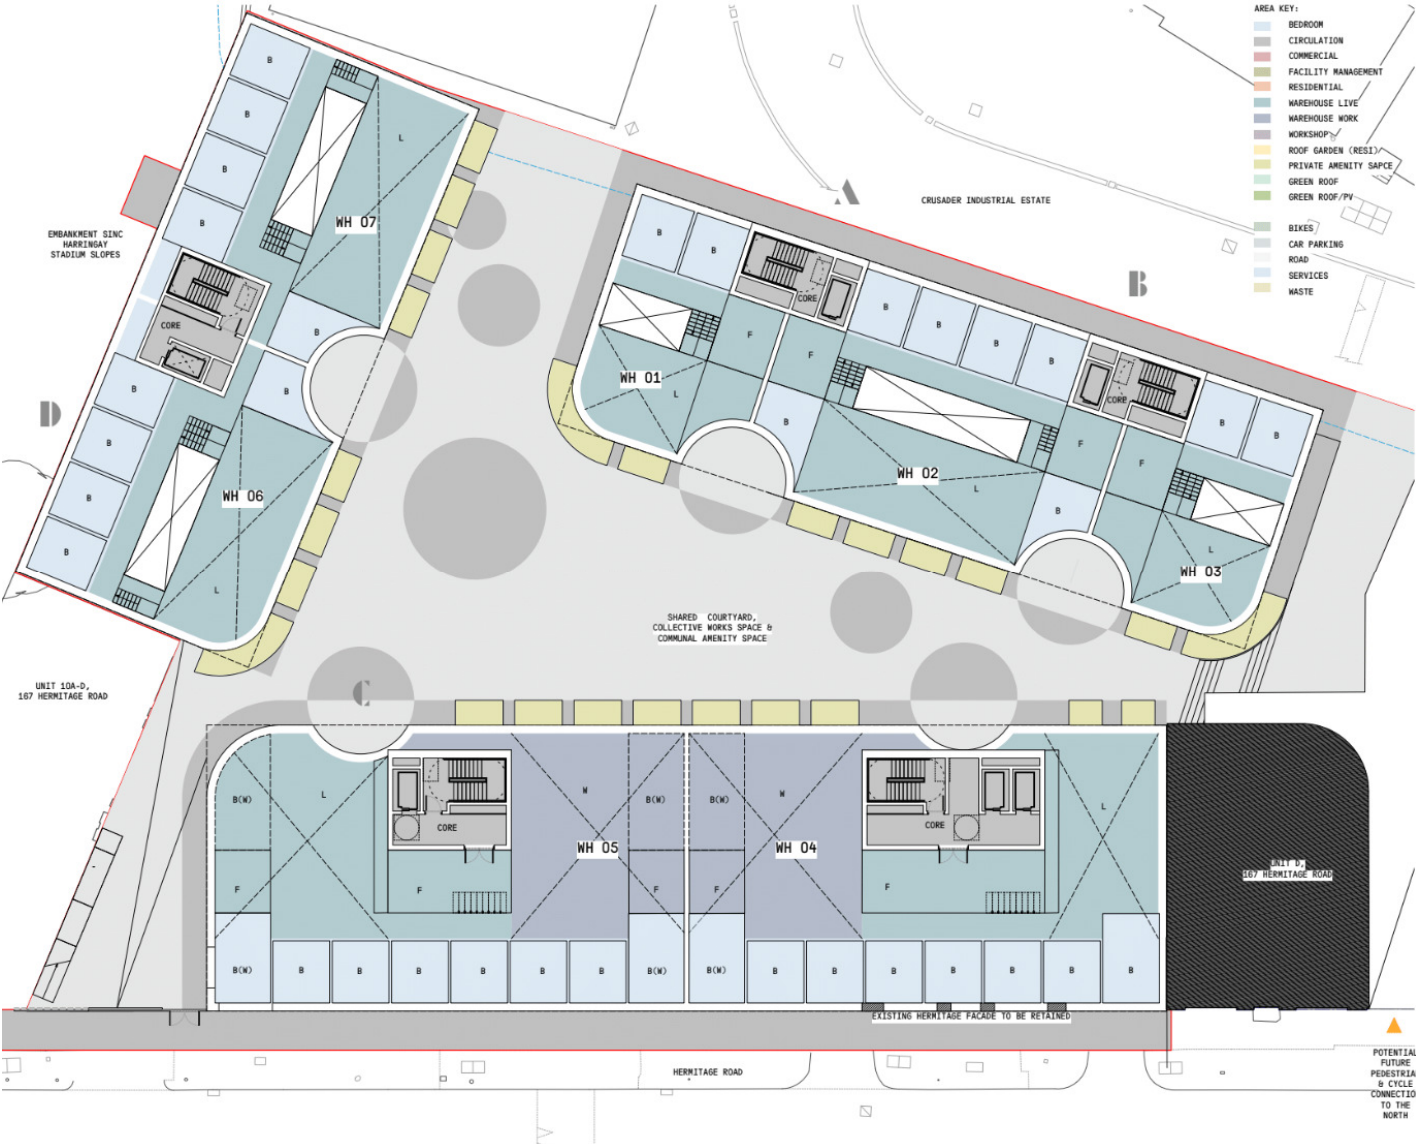 AREA KEY:
BEDROOM
CIRCULATION
COMMERCIAL
FACILITY MANAGEMENT
RESIDENTIAL
WAREHOUSE LIVE
WAREHOUSE WORK
WORKSHOP
ROOF GARDEN (RESI)
PRIVATE AMENITY SAPCE
GREEN ROOF
GREEN ROOF/PV
BIKES
CAR PARKING
ROAD
SERVICES
WASTE
A
CRUSADER INDUSTRIAL ESTATE
B
EMBANKMENT SINC
HARRINGAY
STADIUM SLOPES
D
B
B
B
B
L
WH 07
CORE
B
B
B
B
B
B
WH 06
L
B
B
CORE
F
WH 01
L
B
F
B
B
B
B
WH 02
L
F
B
CORE
F
B
B
L
WH 03
SHARED COURTYARD,
COLLECTIVE WORKS SPACE &
COMMUNAL AMENITY SPACE
UNIT 10A-D,
167 HERMITAGE ROAD
C
B(W)
L
W
B(W)
B(W)
W
L
CORE
CORE
WH 05
WH 04
UNIT D,
167 HERMITAGE ROAD
F
F
F
F
F
B(W)
B
B
B
B
B
B
B(W)
B(W)
B
B
B
B
B
B
B
EXISTING HERMITAGE FACADE TO BE RETAINED
HERMITAGE ROAD
POTENTIAL
FUTURE
PEDESTRIA
& CYCLE
CONNECTIO
TO THE
NORTH